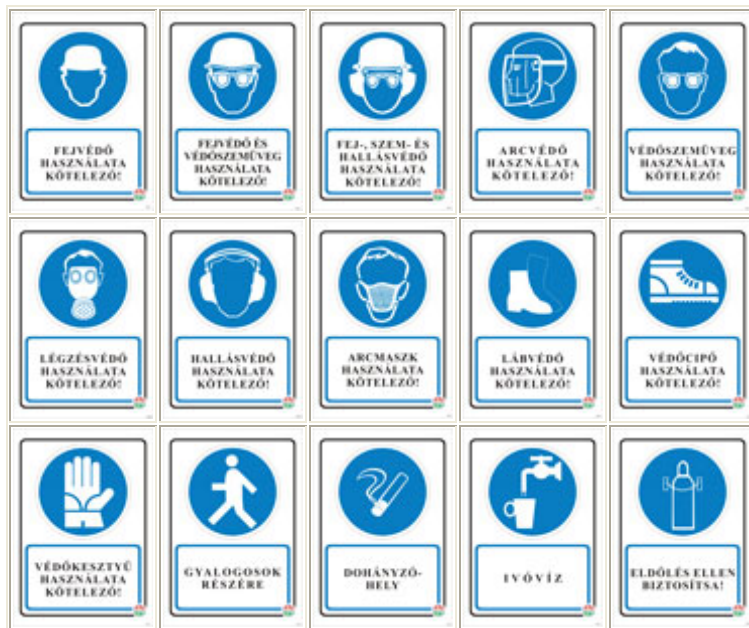 FEJVÉDŐ
HASZNÁLATA
KÖTELEZŐ!
FEJVÉDŐ ÉS
VÉDŐSZEMÜVEG
HASZNÁLATA
KÖTELEZŐ!
FEJ-, SZEM- ÉS
HALLÁSVÉDŐ
HASZNÁLATA
KÖTELEZŐ!
ARCVÉDŐ
HASZNÁLATA
KÖTELEZŐ!
VÉDŐSZEMÜVEG
HASZNÁLATA
KÖTELEZŐ!
LÉGZÉSVÉDŐ
HASZNÁLATA
KÖTELEZŐ!
HALLÁSVÉDŐ
HASZNÁLATA
KÖTELEZŐ!
ARCMASZK
HASZNÁLATA
KÖTELEZŐ!
LÁBVÉDŐ
HASZNÁLATA
KÖTELEZŐ!
VÉDŐCIPŐ
HASZNÁLATA
KÖTELEZŐ!
VÉDŐKESZTYŰ
HASZNÁLATA
KÖTELEZŐ!
GYALOGOSOK
RÉSZÉRE
DOHÁNYZÓ-
HELY
IVÓVÍZ
ELDŐLÉS ELLEN
BIZTOSÍTSA!